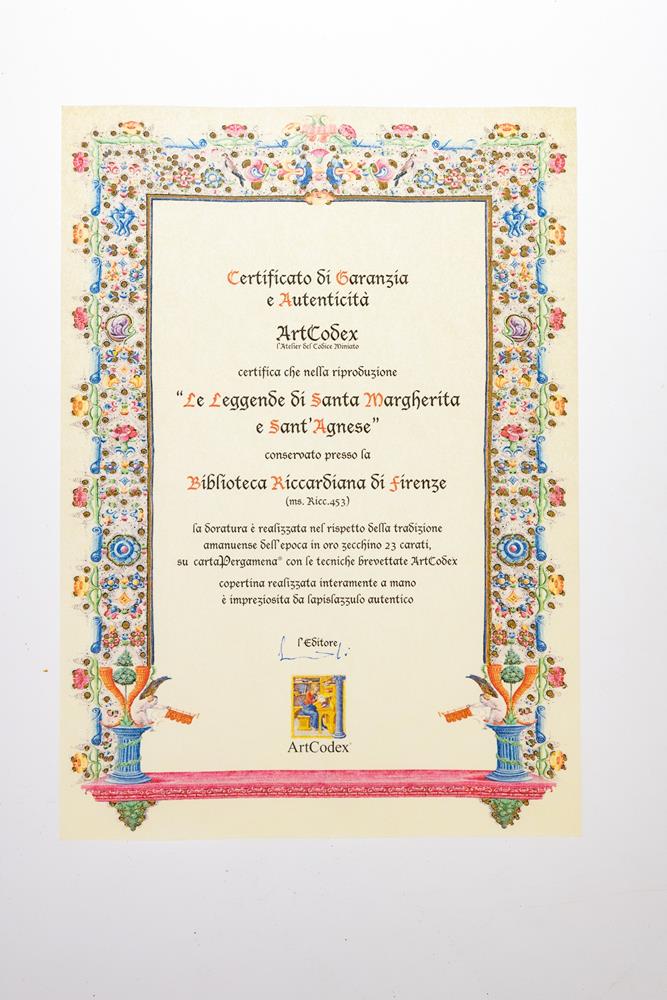 Certificato di Garanzia
e Autenticità
ArtCodex
l'Atelier del Codice Miniato
certifica che nella riproduzione
“Le Leggende di Santa Margherita
e Sant'Agnese”
conservato presso la
Biblioteca Riccardiana di Firenze
(ms. Ricc.453)
la doratura è realizzata nel rispetto della tradizione
amanuense dell'epoca in oro zecchino 23 carati,
su cartaPergamena® con le tecniche brevettate ArtCodex
copertina realizzata interamente a mano
è impreziosita da lapislazzulo autentico
l'Editore
ArtCodex